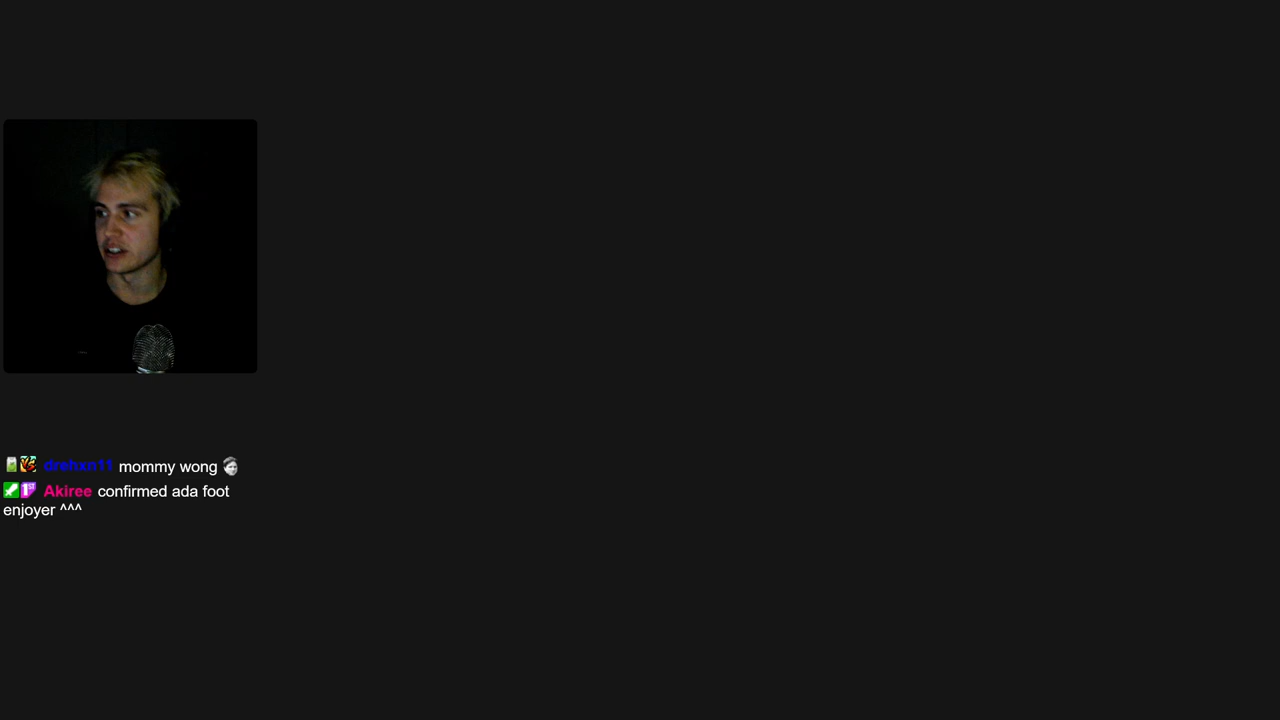 drehxn11 mommy wong
Akiree confirmed ada foot
enjoyer ^^^